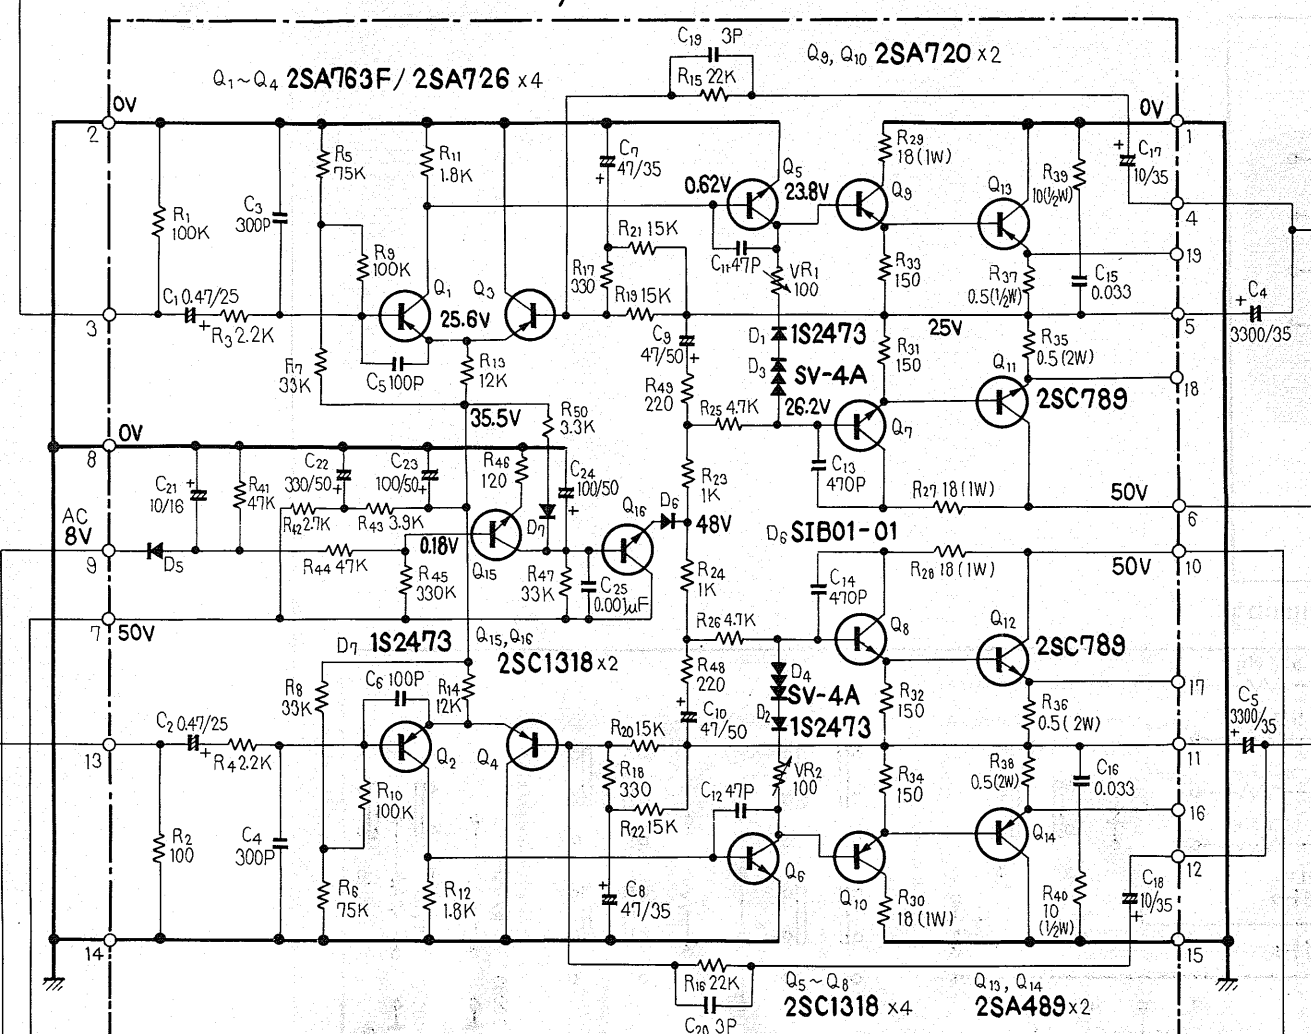 C19 3P
R15 22K
Q9, Q10 2SA720 ×2
Q1~Q4 2SA763F/ 2SA726 ×4
0V
2
R5
75K
R11
1.8K
C7
47/35
+
Q5
0.62V
23.8V
R29
18 (1W)
Q9
0V
1
C17
10/35
+
R39
10(½W)
Q13
4
R1
100K
C3
300P
R9
100K
R21 15K
R17
330
C11 47P
VR1
100
R33
150
19
R37
0.5(½W)
C15
0.033
C1 0.47/25
+
R3 2.2K
3
Q1
25.6V
Q3
R19 15K
C9
47/50
+
D1
1S2473
25V
5
C4
+
3300/35
R7
33K
C5 100P
R13
12K
D3
SV-4A
R31
150
R35
0.5 (2W)
Q11
2SC789
18
R49
220
R25 4.7K
26.2V
Q7
35.5V
R50
3.3K
0V
8
C21
10/16
+
R41
47K
C22
330/50
+
C23
100/50
+
R46
120
C24
100/50
+
R23
1K
C13
470P
R27 18 (1W)
50V
6
AC
8V
R42 2.7K
R43 3.9K
D7
Q16
D6
48V
D6 SIB01-01
9
D5
0.18V
Q15
R44 47K
R45
330K
R47
33K
C25
0.001μF
R24
1K
C14
470P
R28 18 (1W)
50V
10
7
50V
D7 1S2473
Q15, Q16
2SC1318 ×2
R26 4.7K
Q8
Q12
2SC789
R8
33K
C6 100P
R14
12K
R48
220
D4
SV-4A
R32
150
17
R36
0.5 ( 2W)
C5
3300/
35
+
C2 0.47/25
+
R4 2.2K
13
Q2
Q4
R20 15K
C10
47/50
+
D2
1S2473
11
R18
330
R22 15K
C12 47P
VR2
100
R34
150
R38
0.5(2W)
C16
0.033
16
R10
100K
R2
100
C4
300P
Q6
Q10
Q14
12
R6
75K
R12
1.8K
C8
47/35
+
R30
18 (1W)
R40
10
(½W)
C18
10/35
+
14
15
R16 22K
C20 3P
Q5~Q8
2SC1318 ×4
Q13, Q14
2SA489 ×2